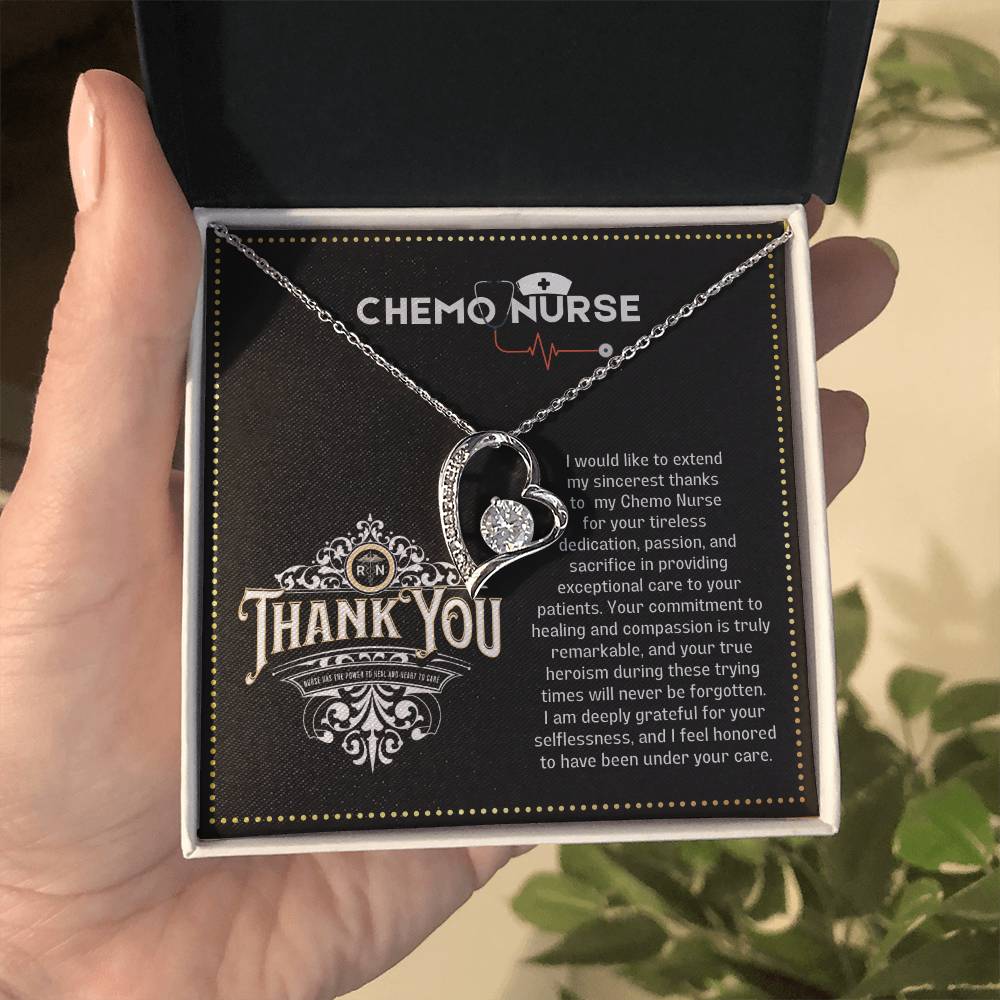 CHEMO NURSE
I would like to extend
my sincerest thanks
to my Chemo Nurse
for your tireless
dedication, passion, and
sacrifice in providing
exceptional care to your
patients. Your commitment to
healing and compassion is truly
remarkable, and your true
heroism during these trying
times will never be forgotten.
I am deeply grateful for your
selflessness, and I feel honored
to have been under your care.
R N
THANK YOU
NURSE HAS THE POWER TO HEAL AND HEART TO CARE